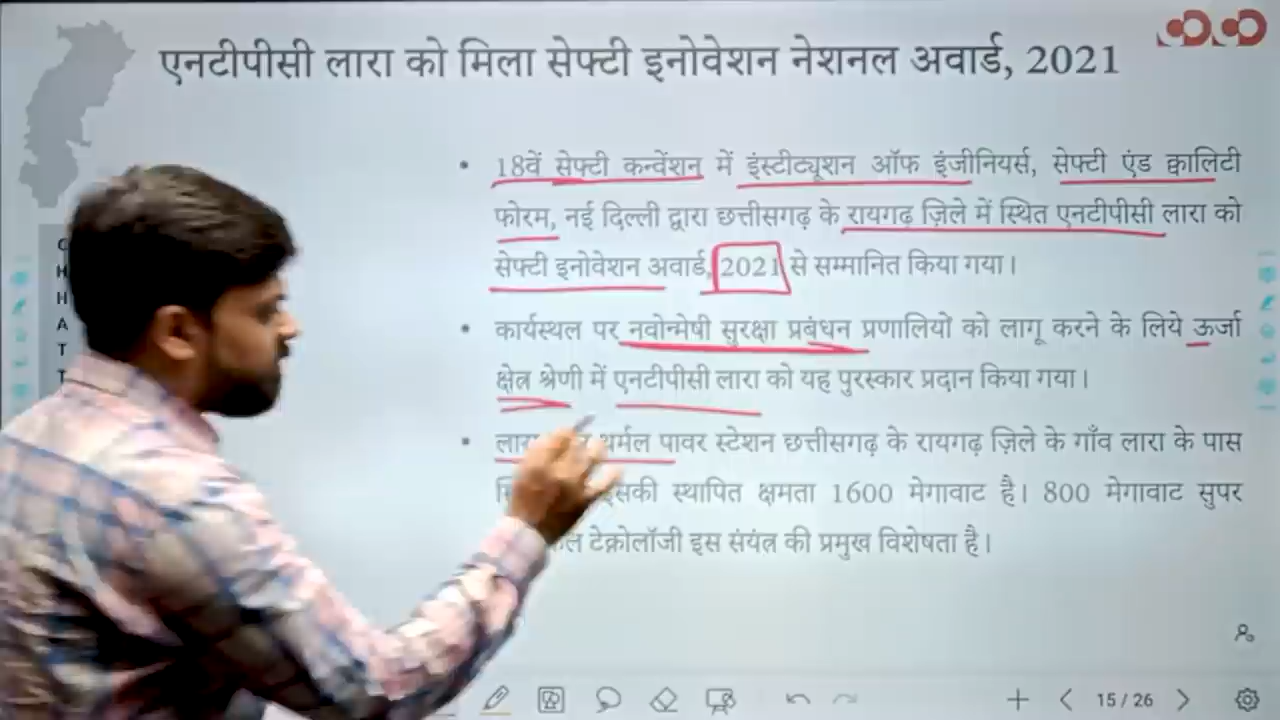 एनटीपीसी लारा को मिला सेफ्टी इनोवेशन नेशनल अवार्ड, 2021
• 18वें सेफ्टी कन्वेंशन में इंस्टीट्यूशन ऑफ इंजीनियर्स, सेफ्टी एंड क्वालिटी
फोरम, नई दिल्ली द्वारा छत्तीसगढ़ के रायगढ़ ज़िले में स्थित एनटीपीसी लारा को
सेफ्टी इनोवेशन अवार्ड, 2021 से सम्मानित किया गया।
• कार्यस्थल पर नवोन्मेषी सुरक्षा प्रबंधन प्रणालियों को लागू करने के लिये ऊर्जा
क्षेत्र श्रेणी में एनटीपीसी लारा को यह पुरस्कार प्रदान किया गया।
• थर्मल पावर स्टेशन छत्तीसगढ़ के रायगढ़ ज़िले के गाँव लारा के पास
स्थापित क्षमता 1600 मेगावाट है। 800 मेगावाट सुपर
टेक्नोलॉजी इस संयंत्र की प्रमुख विशेषता है।
C
H
H
A
T
T
15 / 26